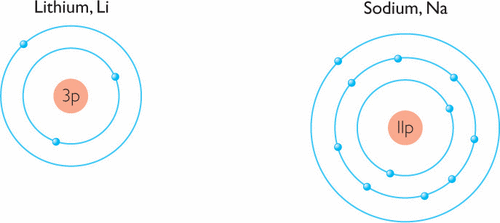 Lithium, Li
Sodium, Na
3p
11p